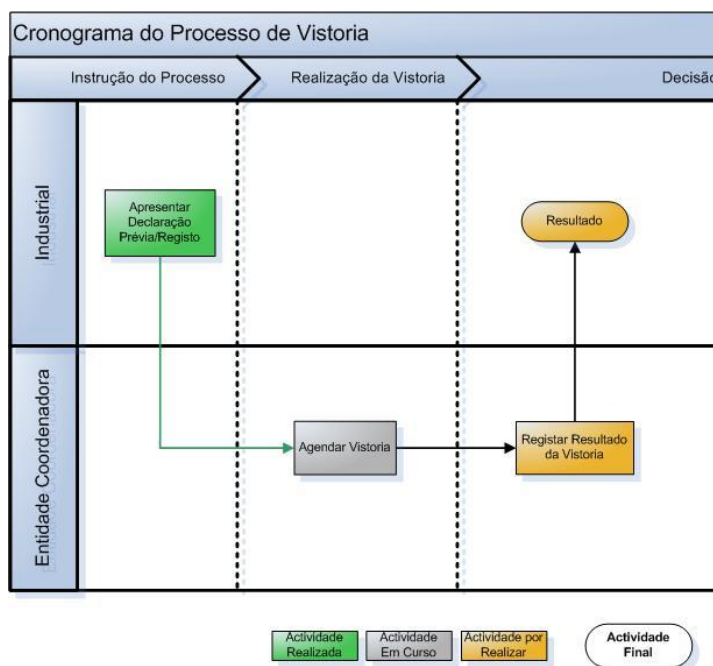 Cronograma do Processo de Vistoria
Instrução do Processo
Realização da Vistoria
Decisão
Industrial
Apresentar
Declaração
Prévia/Registo
Resultado
Entidade Coordenadora
Agendar Vistoria
Registar Resultado
da Vistoria
Actividade
Realizada
Actividade
Em Curso
Actividade por
Realizar
Actividade
Final